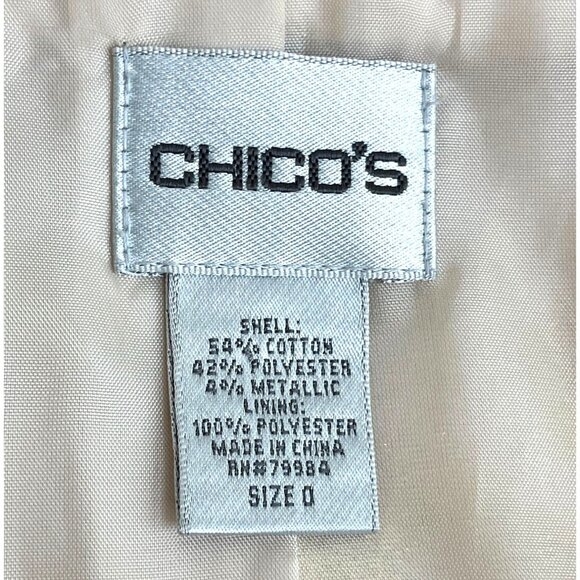 CHICO'S
SHELL:
54% COTTON
42% POLYESTER
4% METALLIC
LINING:
100% POLYESTER
MADE IN CHINA
RN#79984
SIZE 0